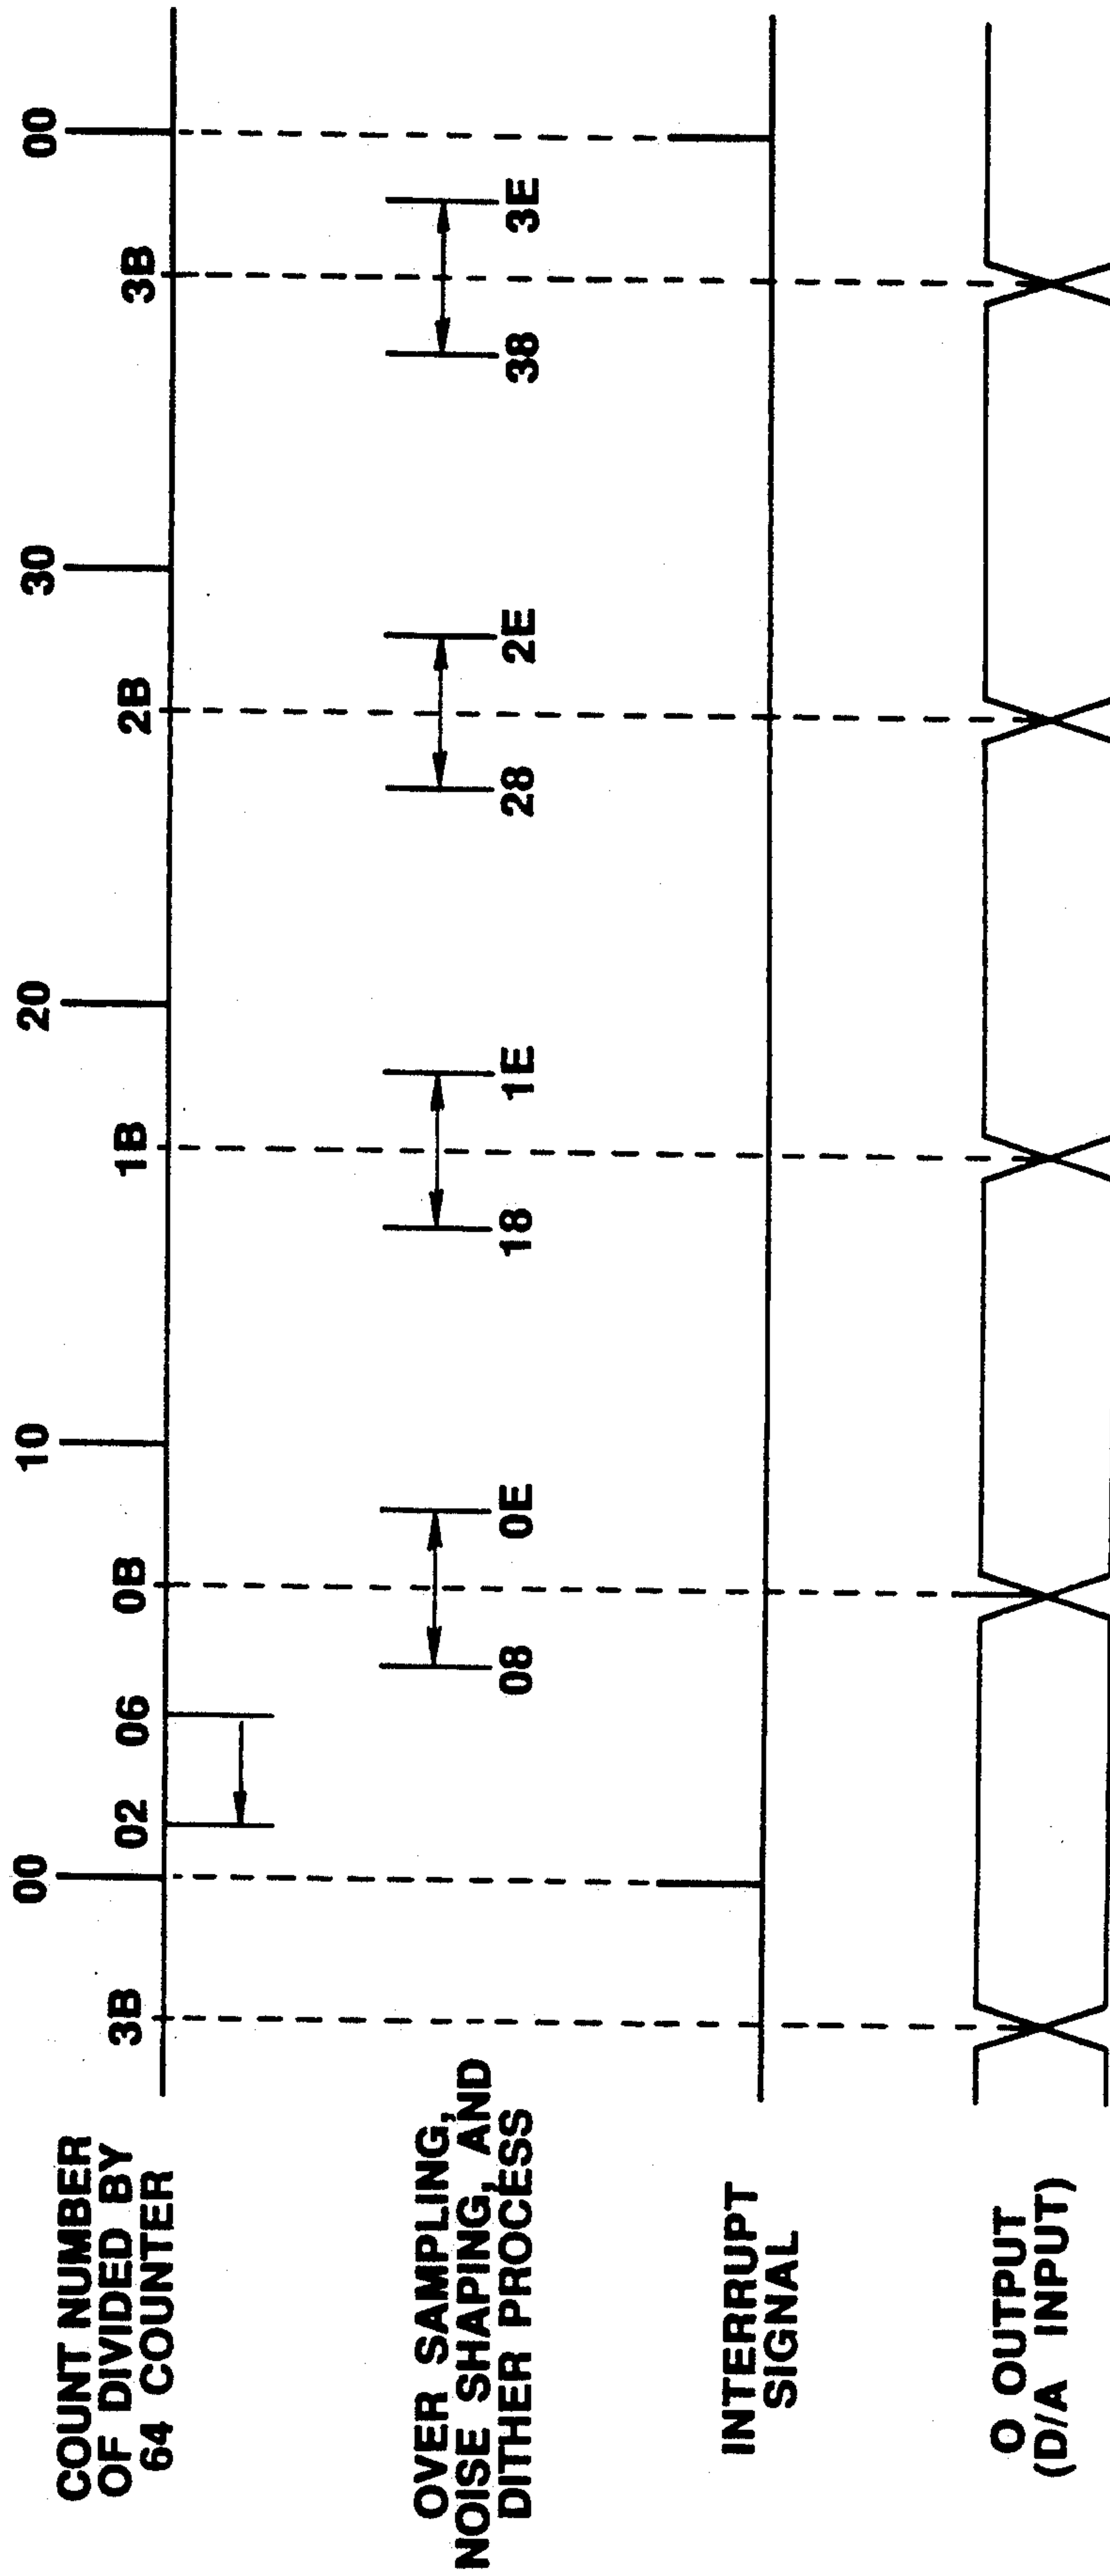 COUNT NUMBER
OF DIVIDED BY
64 COUNTER
3B
00
02
06
0B
10
1B
20
2B
30
3B
00
OVER SAMPLING,
NOISE SHAPING, AND
DITHER PROCESS
08
0E
18
1E
28
2E
38
3E
INTERRUPT
SIGNAL
O OUTPUT
(D/A INPUT)